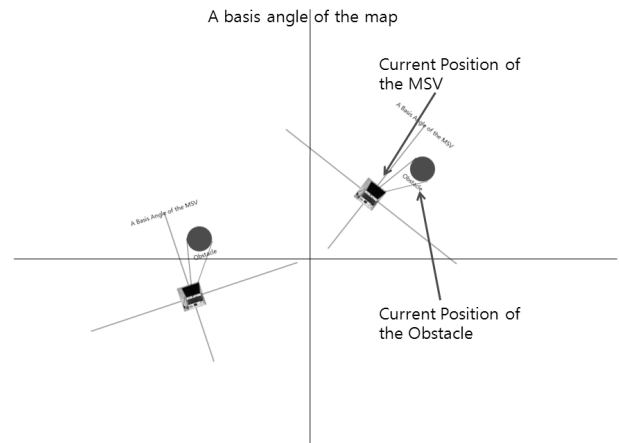 A basis angle of the map
Current Position of
the MSV
A Basis Angle of the MSV
Obstacle
A Basis Angle of the MSV
Obstacle
Current Position of
the Obstacle